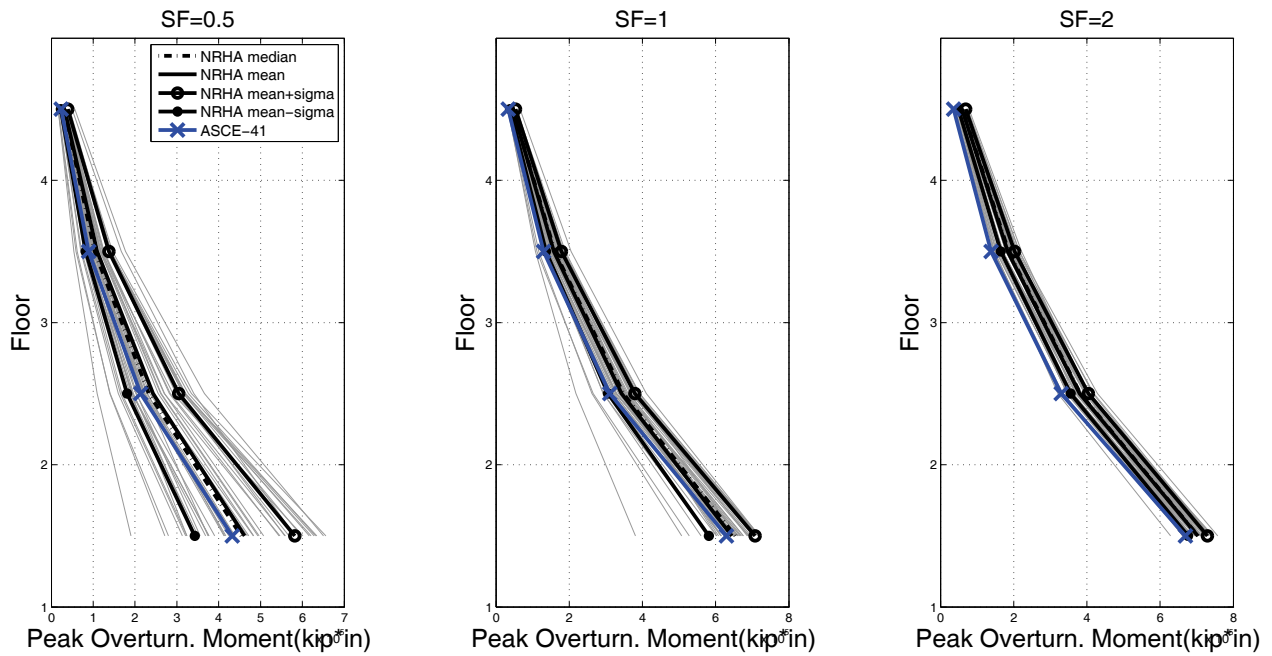 SF=0.5
NRHA median
NRHA mean
NRHA mean+sigma
NRHA mean−sigma
ASCE−41
4
3
2
1
Floor
0 1 2 3 4 5 6 7
Peak Overturn. Moment(kip*in)
SF=1
4
3
2
1
Floor
0 2 4 6 8
Peak Overturn. Moment(kip*in)
SF=2
4
3
2
1
Floor
0 2 4 6 8
Peak Overturn. Moment(kip*in)